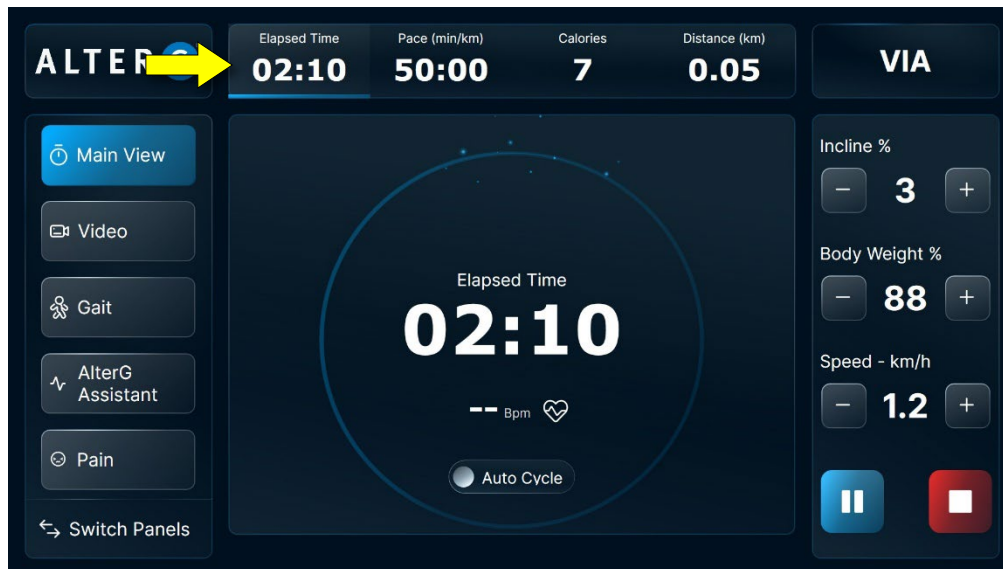 ALTER
Elapsed Time
02:10
Pace (min/km)
50:00
Calories
7
Distance (km)
0.05
VIA
Main View
Video
Gait
AlterG
Assistant
Pain
Switch Panels
Elapsed Time
02:10
-- Bpm
Auto Cycle
Incline %
− 3 +
Body Weight %
− 88 +
Speed - km/h
− 1.2 +